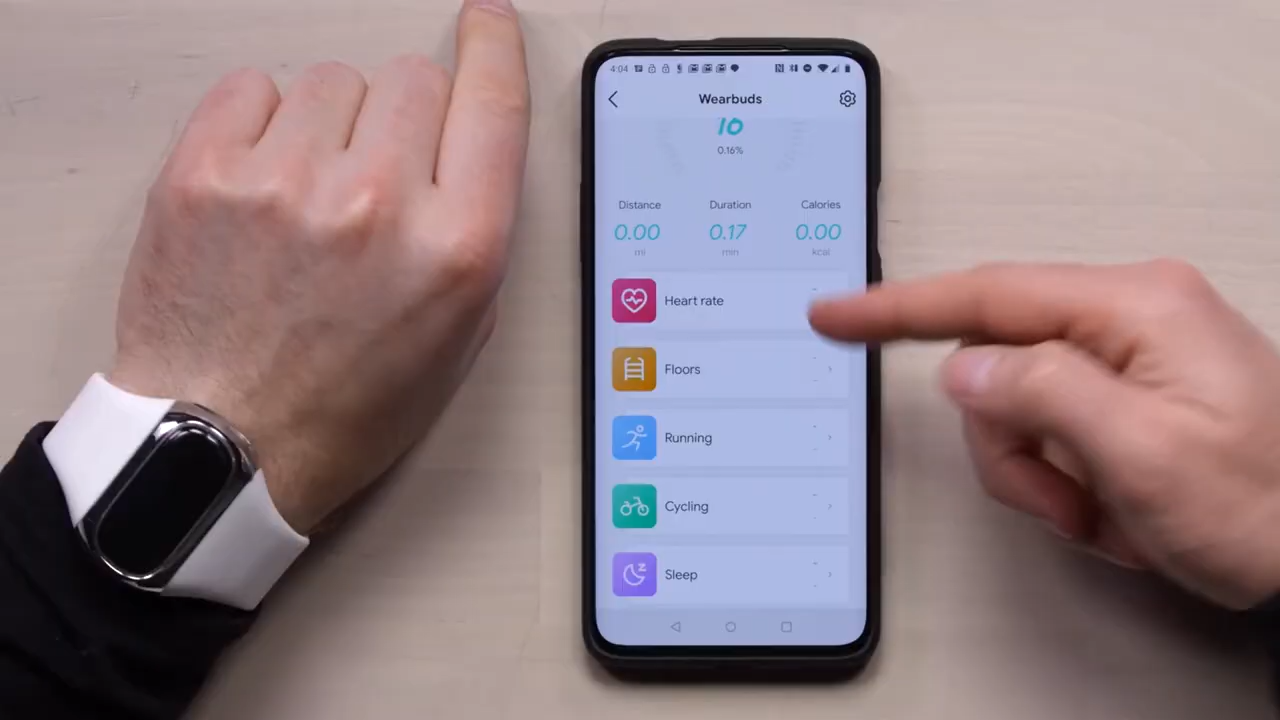 4:04
Wearbuds
10
0.16%
Distance Duration Calories
0.00 0.17 0.00
mi min kcal
Heart rate
Floors
Running
Cycling
Sleep